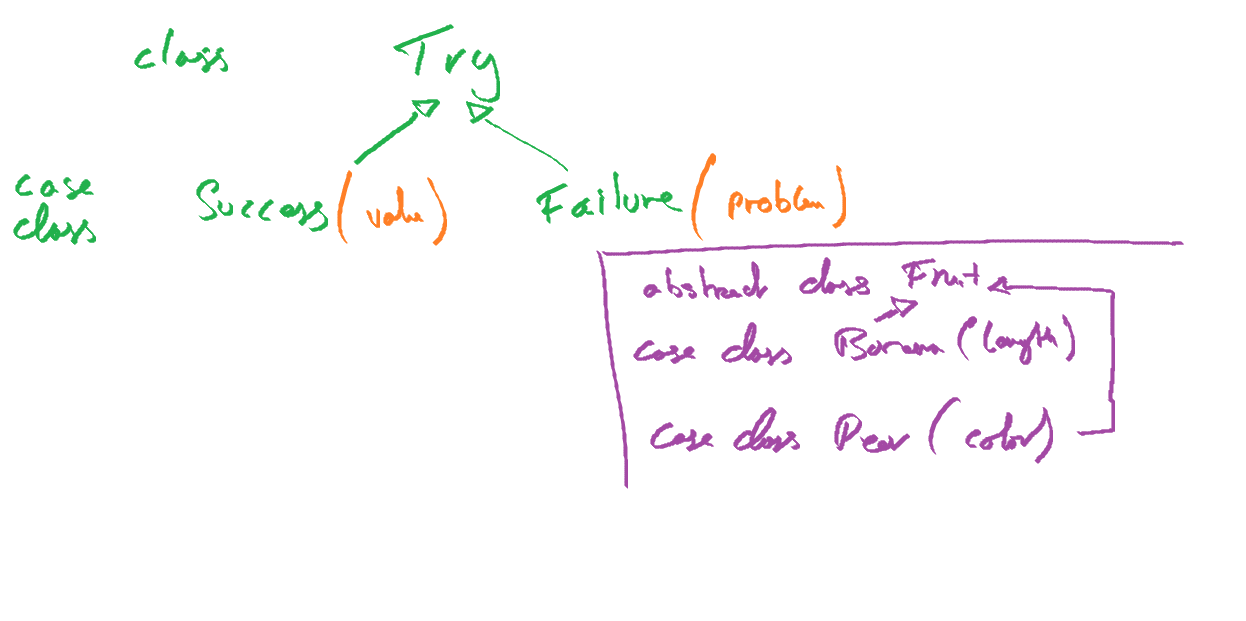 class Try
case class Success(value) Failure(problem)
abstract class Fruit
case class Banana(length)
case class Pear(color)